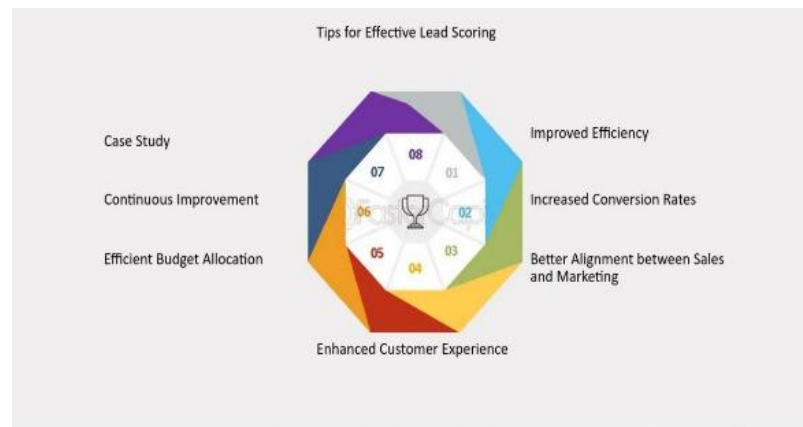 Tips for Effective Lead Scoring
Case Study
Improved Efficiency
Continuous Improvement
Increased Conversion Rates
Efficient Budget Allocation
Better Alignment between Sales
and Marketing
Enhanced Customer Experience
08
07
01
06
02
05
03
04